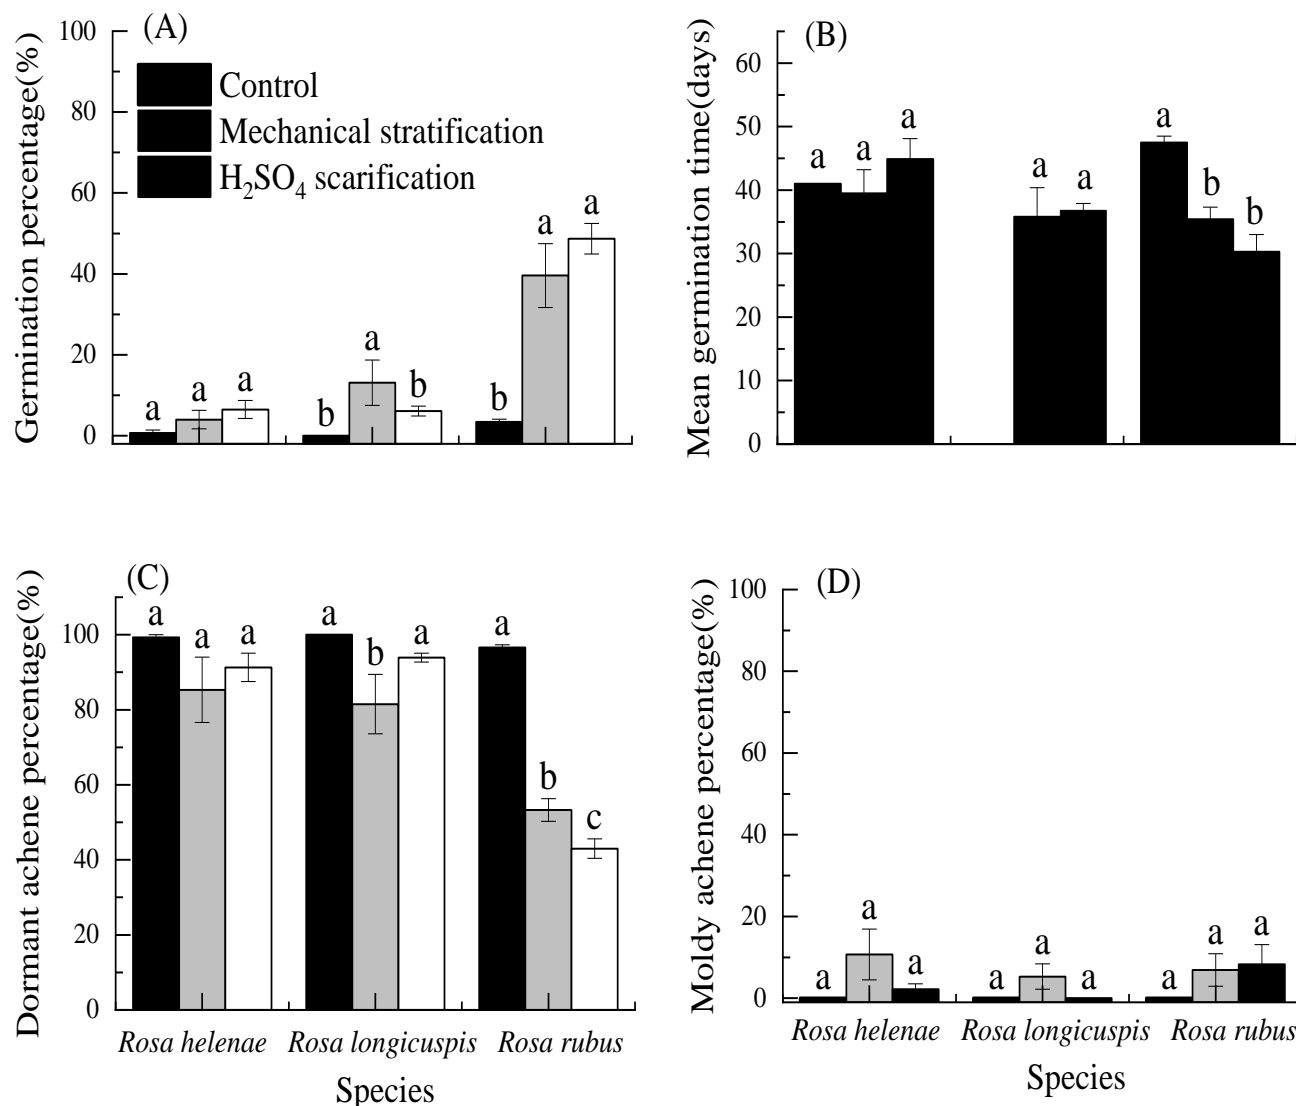 (A)
Germination percentage(%)
100
80
60
40
20
0
Control
Mechanical stratification
H₂SO₄ scarification
a a a
b a b
b a a
(B)
Mean germination time(days)
60
50
40
30
20
10
0
a a a
a a
a b b
(C)
Dormant achene percentage(%)
100
80
60
40
20
0
a a a
a b a
a b c
Rosa helenae Rosa longicuspis Rosa rubus
Species
(D)
Moldy achene percentage(%)
100
80
60
40
20
0
a a a
a a a
a a a
Rosa helenae Rosa longicuspis Rosa rubus
Species